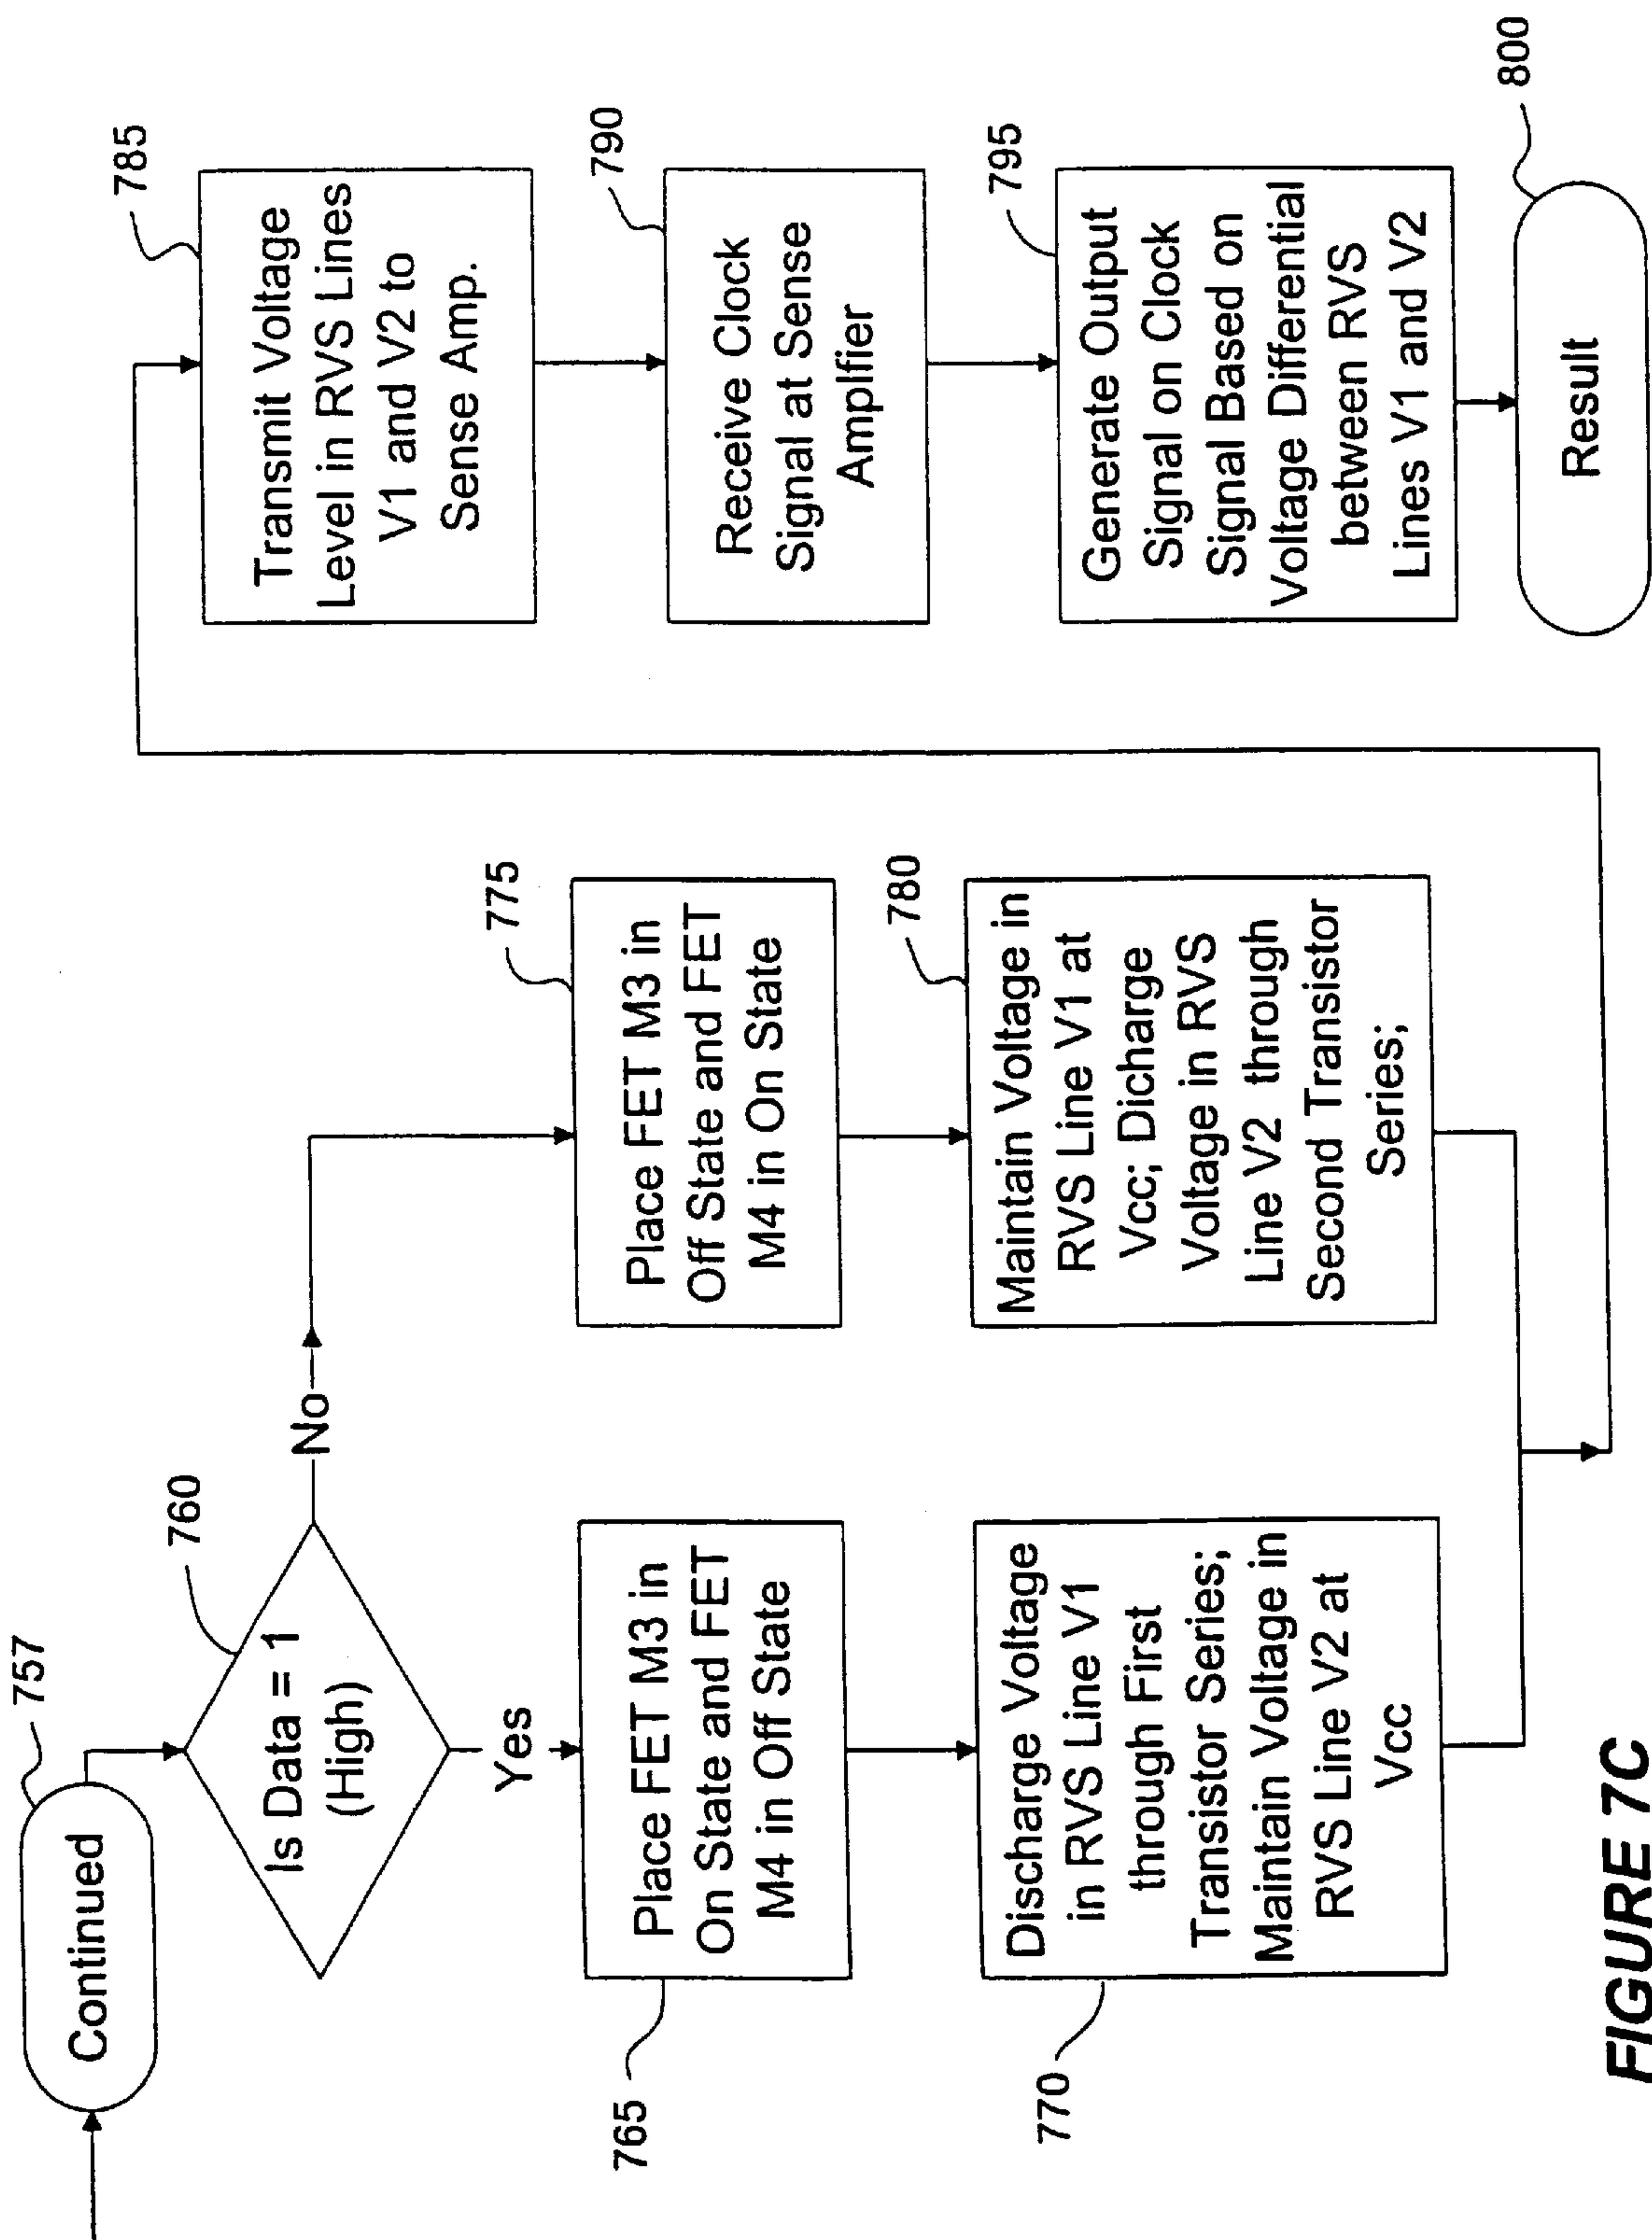 757
Continued
760
Is Data = 1
(High)
No
Yes
765
Place FET M3 in
On State and FET
M4 in Off State
770
Discharge Voltage
in RVS Line V1
through First
Transistor Series;
Maintain Voltage in
RVS Line V2 at
Vcc
775
Place FET M3 in
Off State and FET
M4 in On State
780
Maintain Voltage in
RVS Line V1 at
Vcc; Dicharge
Voltage in RVS
Line V2 through
Second Transistor
Series;
785
Transmit Voltage
Level in RVS Lines
V1 and V2 to
Sense Amp.
790
Receive Clock
Signal at Sense
Amplfier
795
Generate Output
Signal on Clock
Signal Based on
Voltage Differential
between RVS
Lines V1 and V2
800
Result
FIGURE 7C